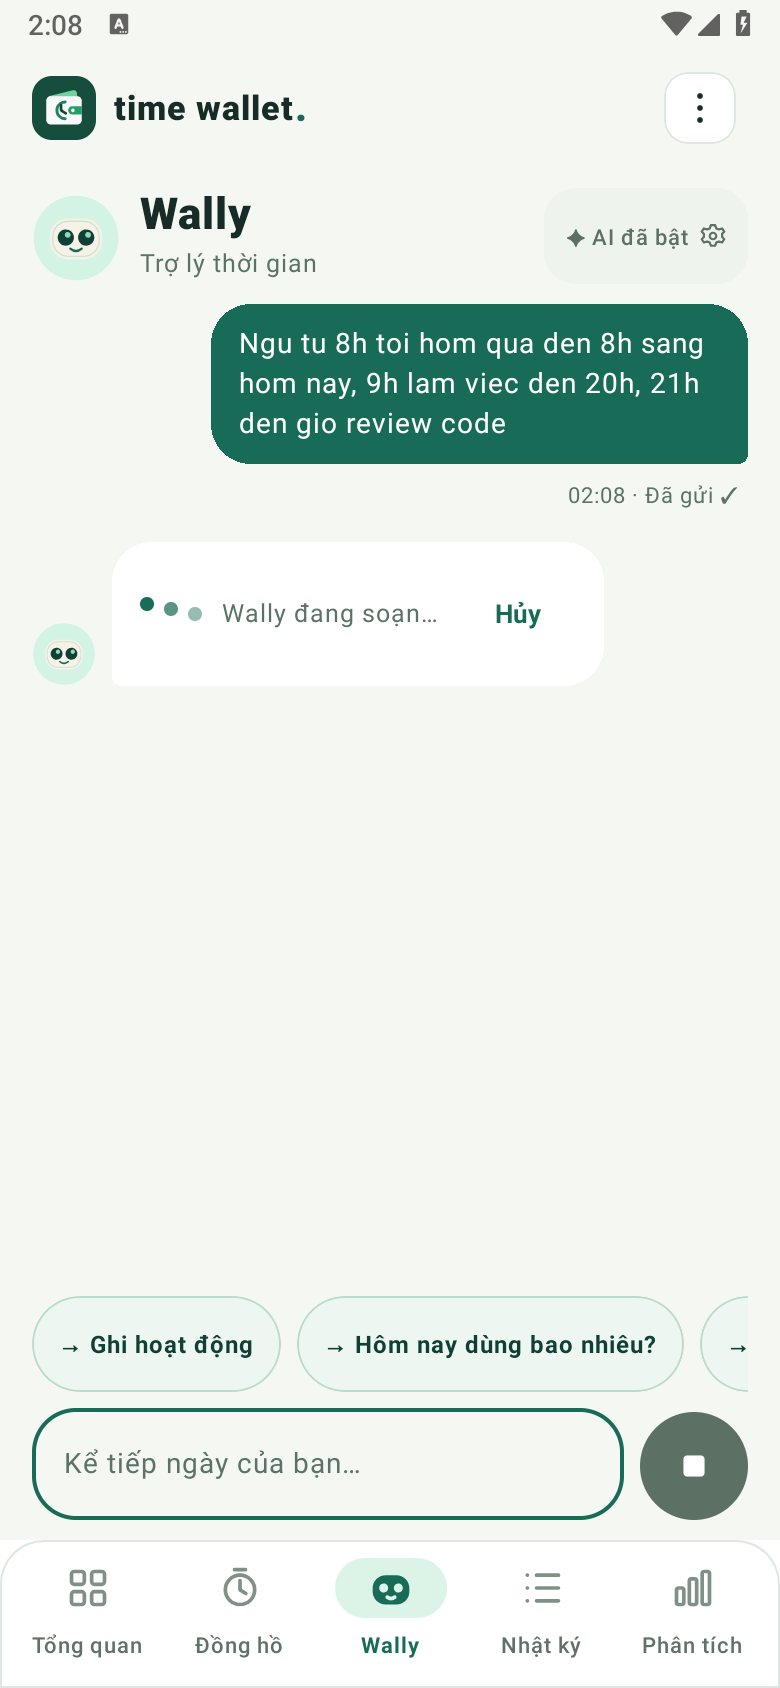 2:08
A
time wallet.
Wally
Trợ lý thời gian
AI đã bật
Ngu tu 8h toi hom qua den 8h sang
hom nay, 9h lam viec den 20h, 21h
den gio review code
02:08 · Đã gửi ✓
Wally đang soạn...
Hủy
→ Ghi hoạt động
→ Hôm nay dùng bao nhiêu?
→
Kể tiếp ngày của bạn...
Tổng quan
Đồng hồ
Wally
Nhật ký
Phân tích